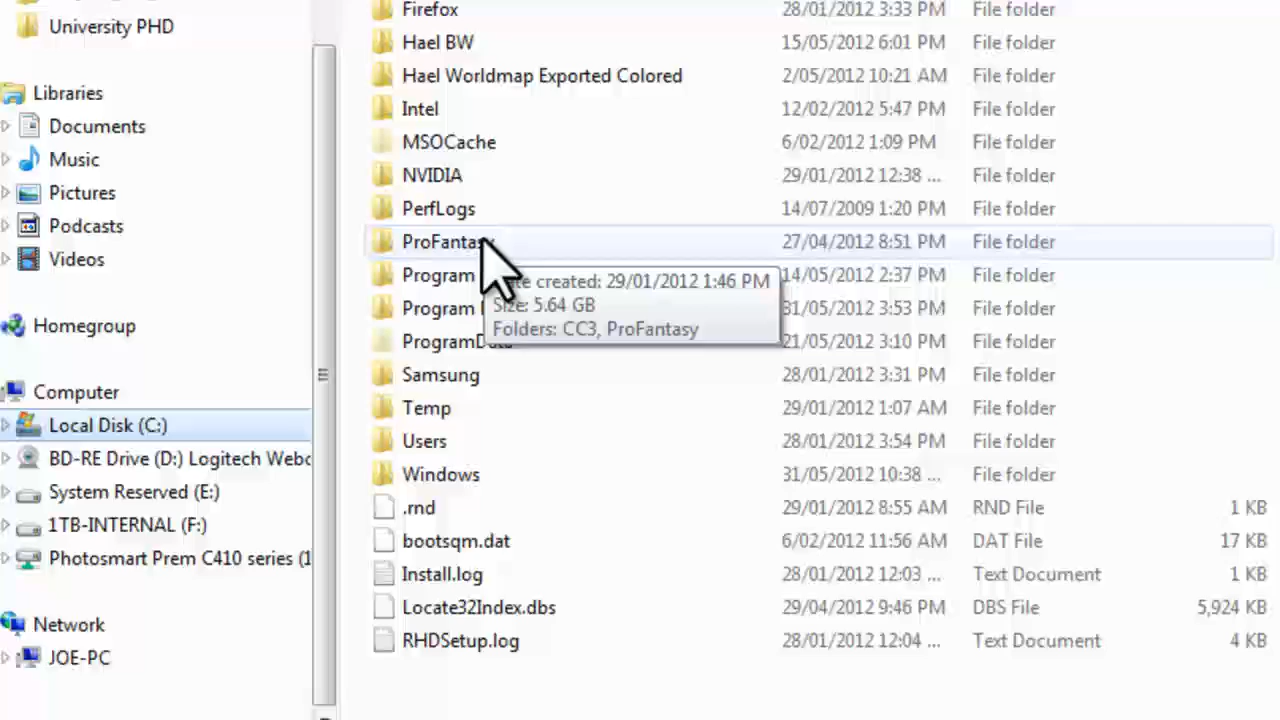 University PHD
Libraries
Documents
Music
Pictures
Podcasts
Videos
Homegroup
Computer
Local Disk (C:)
BD-RE Drive (D:) Logitech Webc
System Reserved (E:)
1TB-INTERNAL (F:)
Photosmart Prem C410 series (1
Network
JOE-PC
Firefox 28/01/2012 3:33 PM File folder
Hael BW 15/05/2012 6:01 PM File folder
Hael Worldmap Exported Colored 2/05/2012 10:21 AM File folder
Intel 12/02/2012 5:47 PM File folder
MSOCache 6/02/2012 1:09 PM File folder
NVIDIA 29/01/2012 12:38 ... File folder
PerfLogs 14/07/2009 1:20 PM File folder
ProFantasy 27/04/2012 8:51 PM File folder
Program 14/05/2012 2:37 PM File folder
Program 31/05/2012 3:53 PM File folder
ProgramData 21/05/2012 3:10 PM File folder
Samsung 28/01/2012 3:31 PM File folder
Temp 29/01/2012 1:07 AM File folder
Users 28/01/2012 3:54 PM File folder
Windows 31/05/2012 10:38 ... File folder
.rnd 29/01/2012 8:55 AM RND File 1 KB
bootsqm.dat 6/02/2012 11:56 AM DAT File 17 KB
Install.log 28/01/2012 12:03 ... Text Document 1 KB
Locate32Index.dbs 29/04/2012 9:46 PM DBS File 5,924 KB
RHDSetup.log 28/01/2012 12:04 ... Text Document 4 KB
created: 29/01/2012 1:46 PM
Size: 5.64 GB
Folders: CC3, ProFantasy